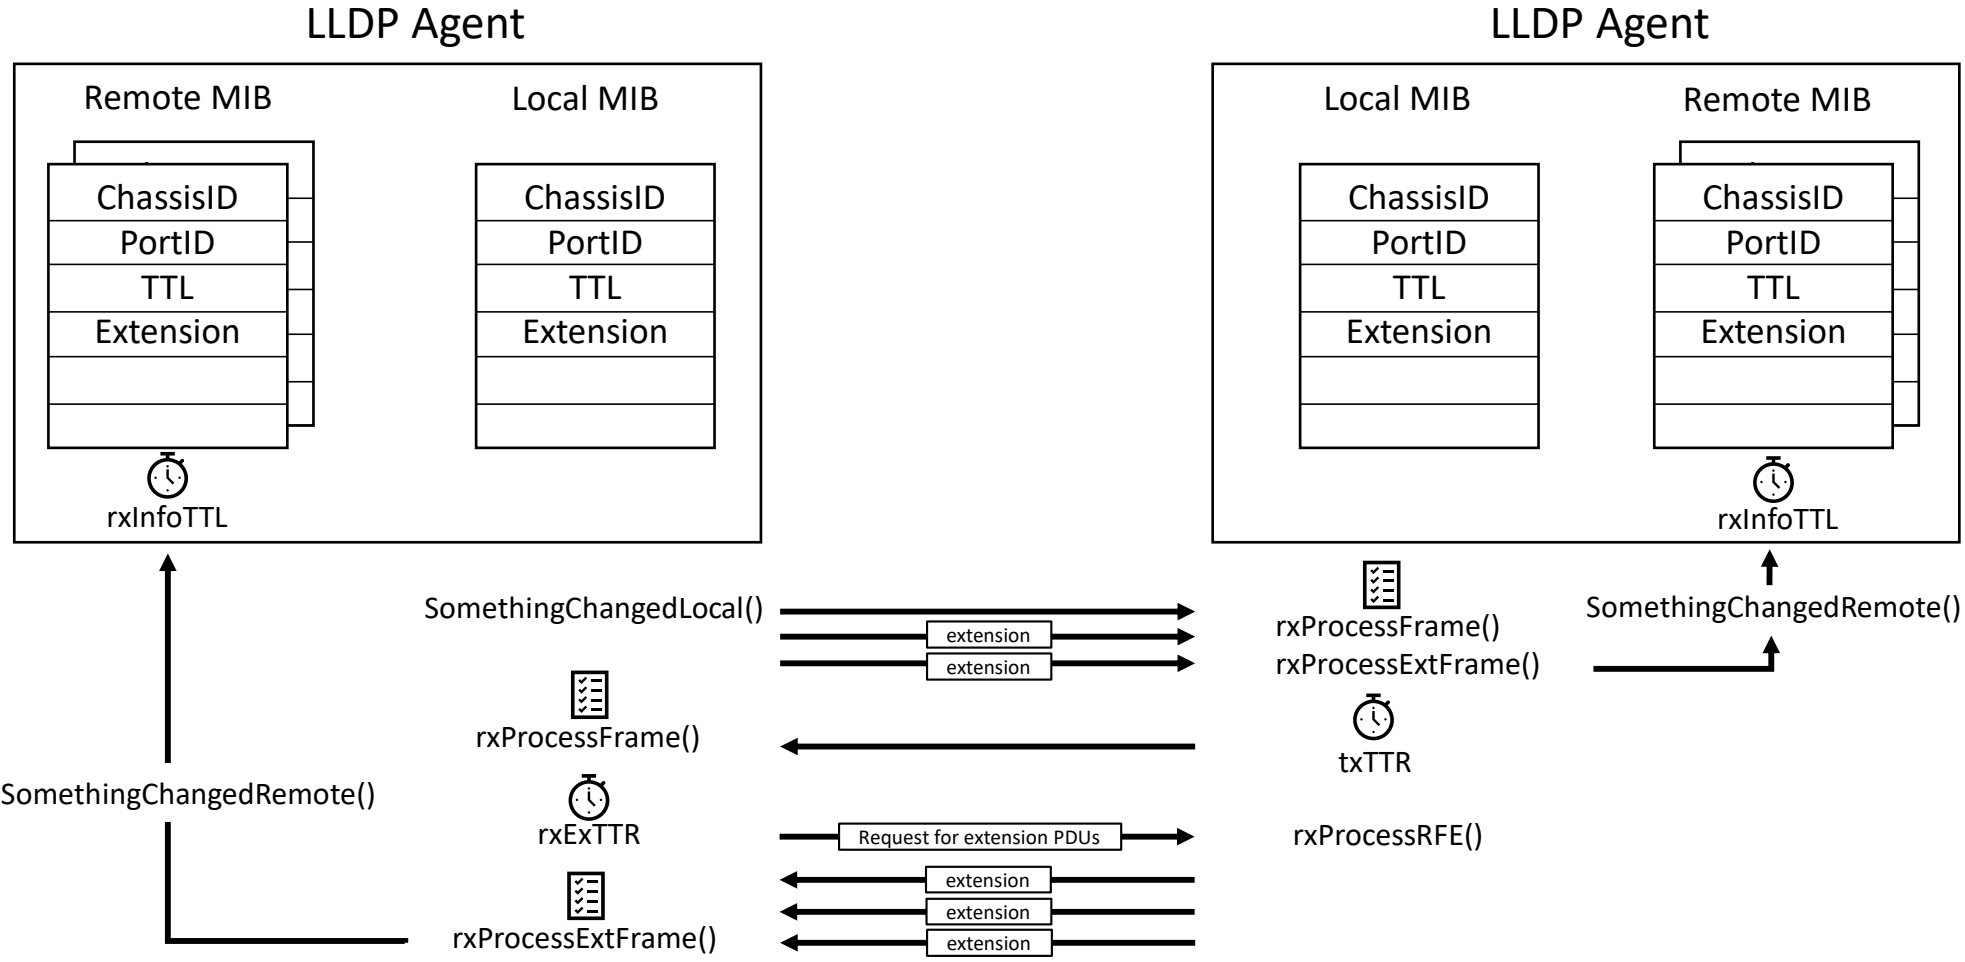 LLDP Agent
LLDP Agent
Remote MIB
Local MIB
Local MIB
Remote MIB
ChassisID
PortID
TTL
Extension
ChassisID
PortID
TTL
Extension
ChassisID
PortID
TTL
Extension
ChassisID
PortID
TTL
Extension
rxInfoTTL
rxInfoTTL
SomethingChangedLocal()
extension
extension
rxProcessFrame()
rxProcessExtFrame()
SomethingChangedRemote()
rxProcessFrame()
txTTR
SomethingChangedRemote()
rxExTTR
Request for extension PDUs
rxProcessRFE()
extension
extension
extension
rxProcessExtFrame()